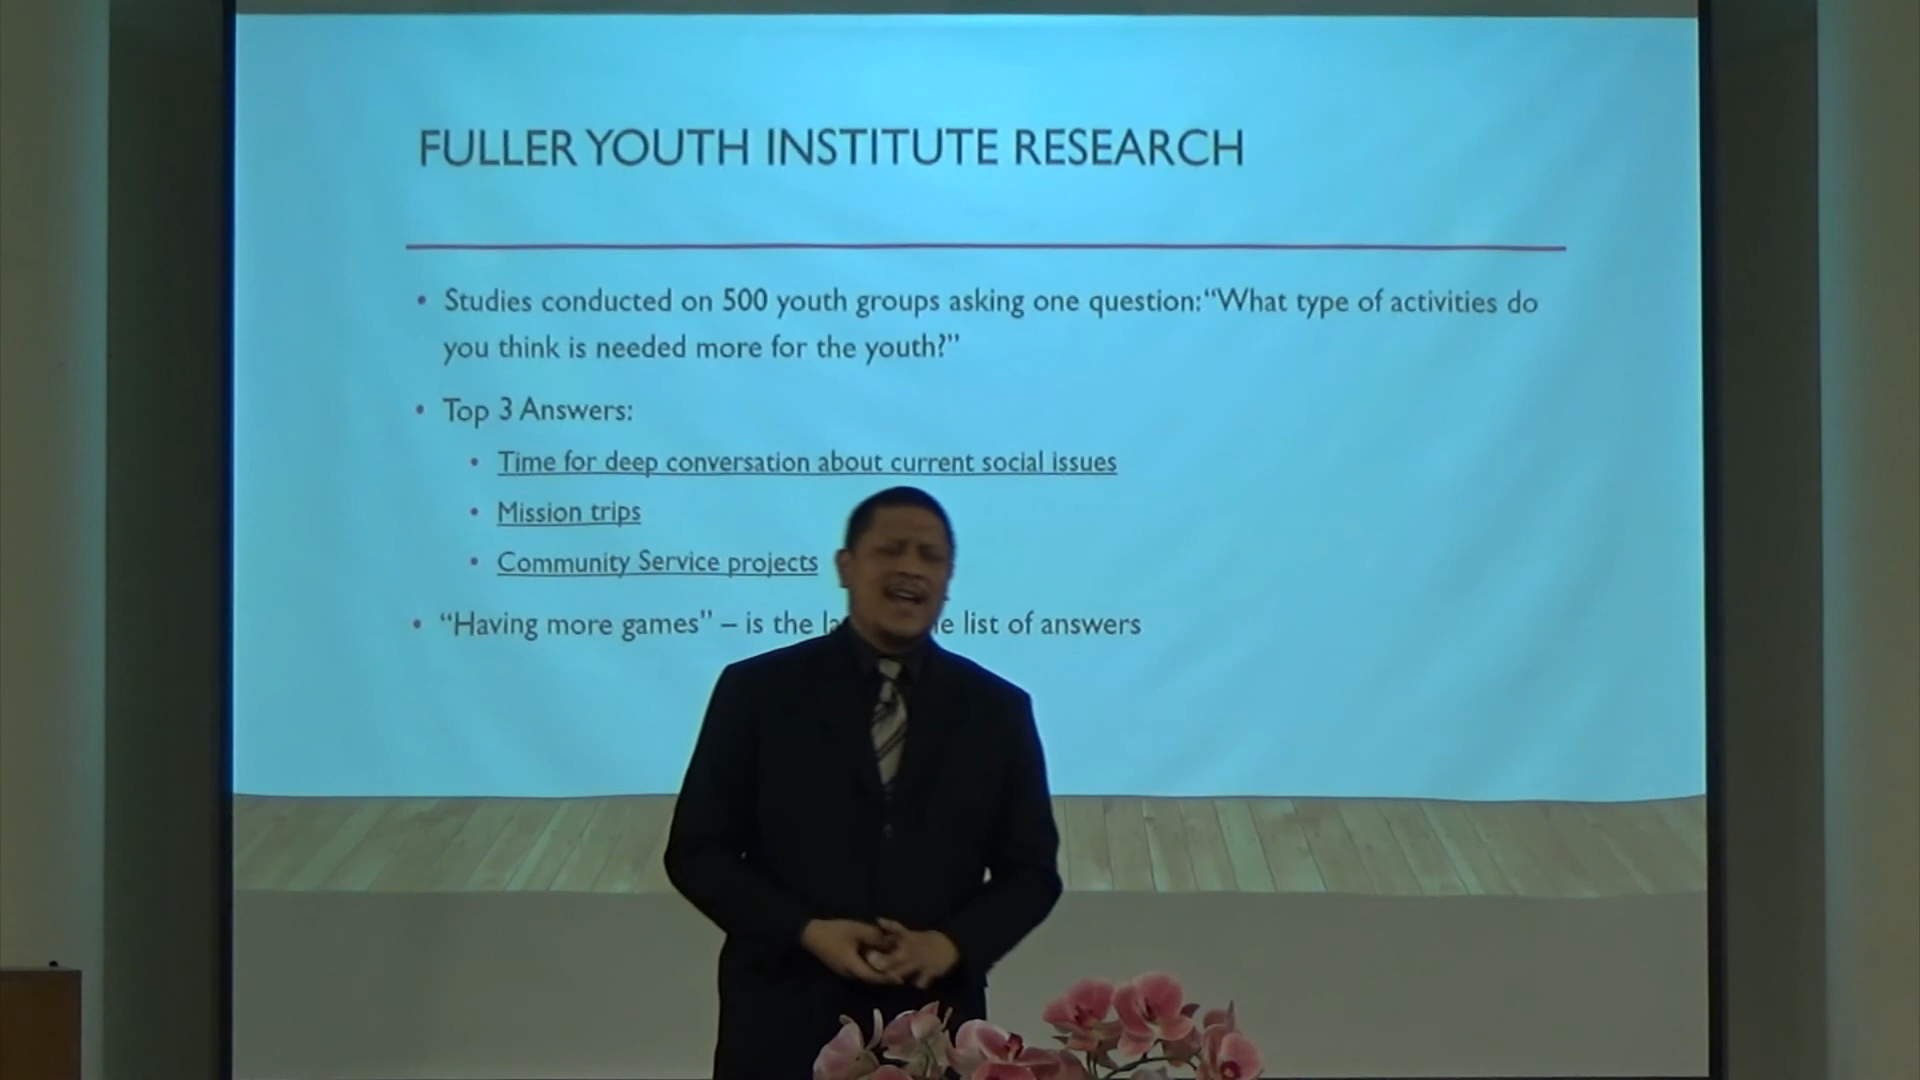 FULLER YOUTH INSTITUTE RESEARCH
• Studies conducted on 500 youth groups asking one question: “What type of activities do
you think is needed more for the youth?”
• Top 3 Answers:
• Time for deep conversation about current social issues
• Mission trips
• Community Service projects
• “Having more games” – is the list of answers